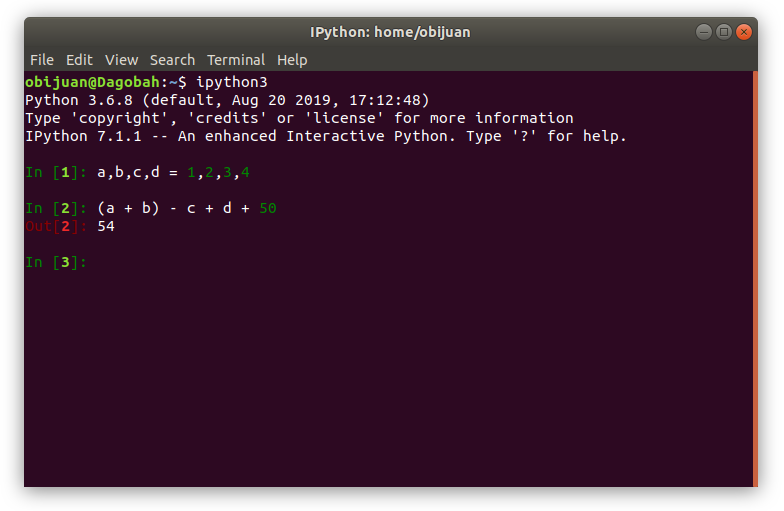 IPython: home/obijuan
File Edit View Search Terminal Help
obijuan@Dagobah:~$ ipython3
Python 3.6.8 (default, Aug 20 2019, 17:12:48)
Type 'copyright', 'credits' or 'license' for more information
IPython 7.1.1 -- An enhanced Interactive Python. Type '?' for help.
In [1]: a,b,c,d = 1,2,3,4
In [2]: (a + b) - c + d + 50
Out[2]: 54
In [3]: